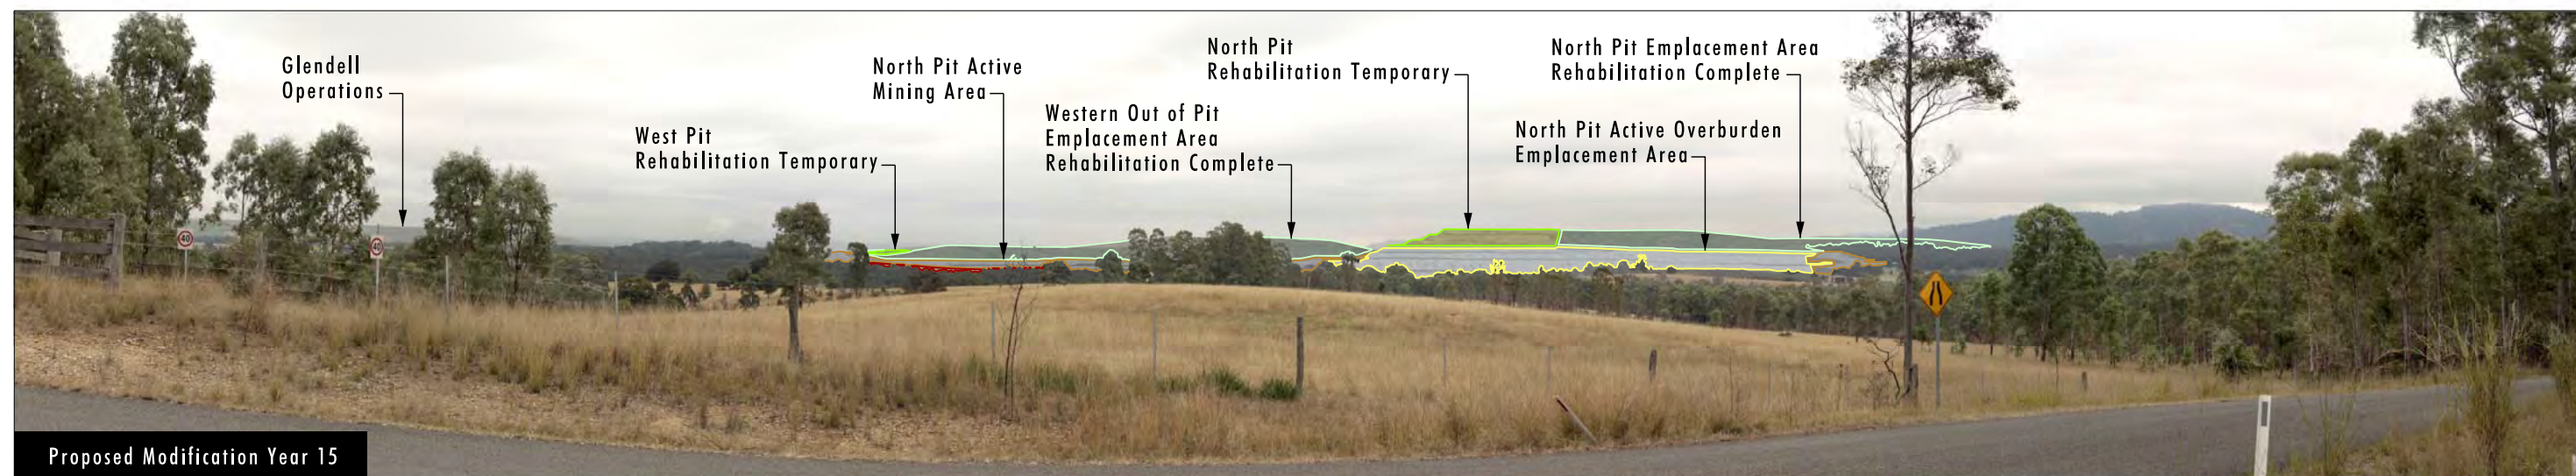 Glendell
Operations
West Pit
Rehabilitation Temporary
North Pit Active
Mining Area
Western Out of Pit
Emplacement Area
Rehabilitation Complete
North Pit
Rehabilitation Temporary
North Pit Emplacement Area
Rehabilitation Complete
North Pit Active Overburden
Emplacement Area
40
40
Proposed Modification Year 15